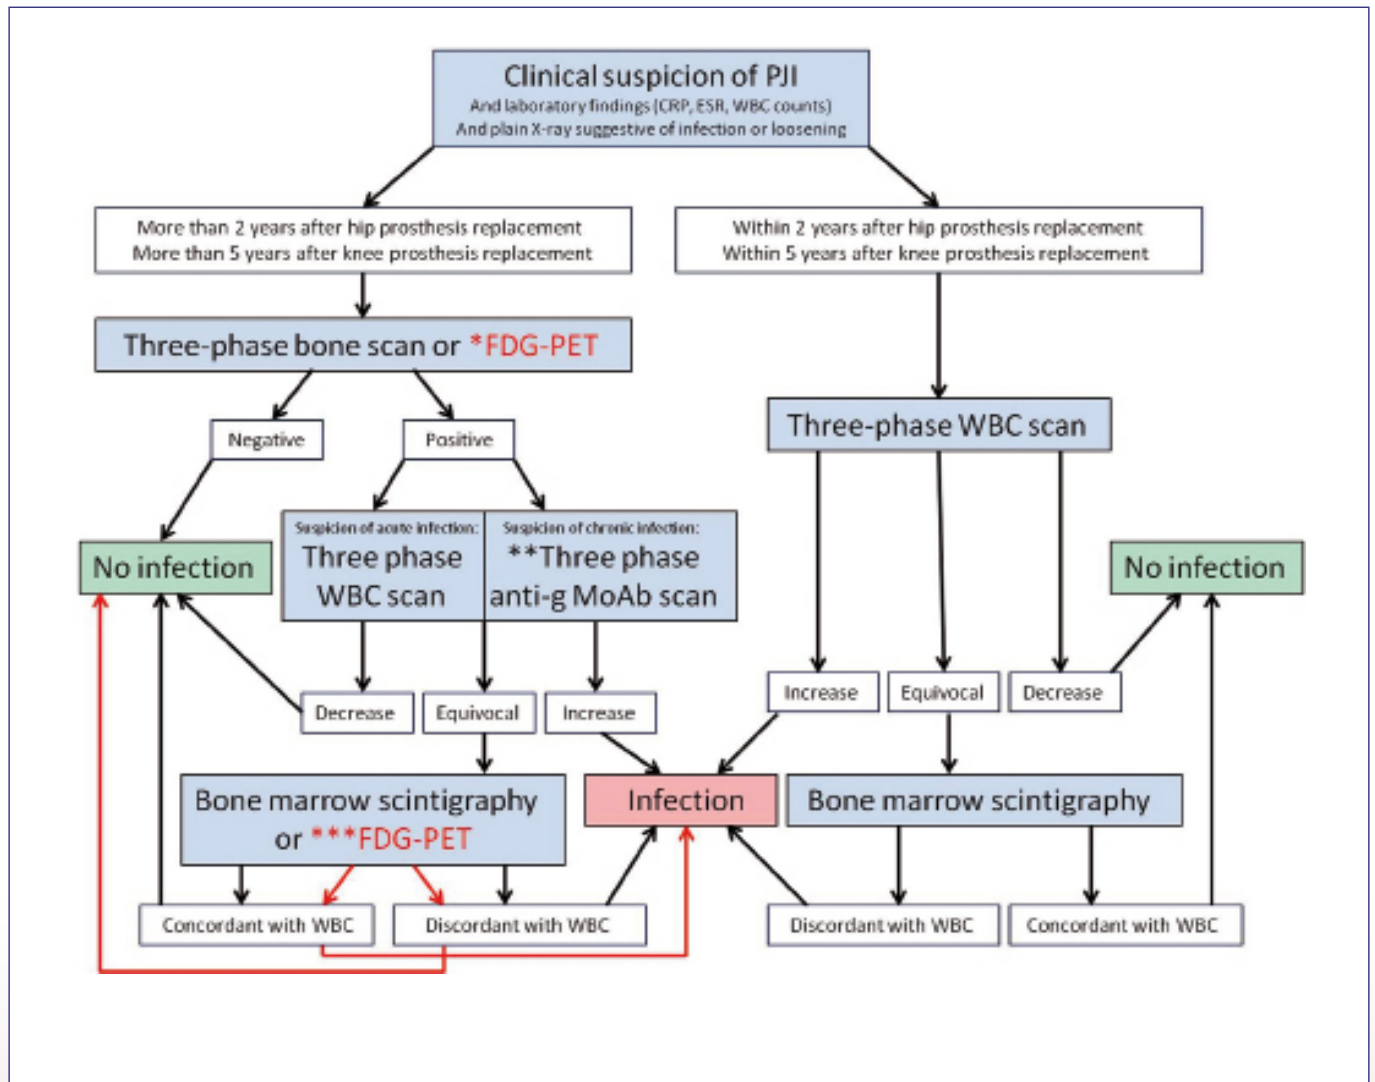 Clinical suspicion of PJI
And laboratory findings (CRP, ESR, WBC counts)
And plain X-ray suggestive of infection or loosening
More than 2 years after hip prosthesis replacement
More than 5 years after knee prosthesis replacement
Within 2 years after hip prosthesis replacement
Within 5 years after knee prosthesis replacement
Three-phase bone scan or *FDG-PET
Negative
Positive
Three-phase WBC scan
Suspicion of acute infection:
Three phase
WBC scan
Suspicion of chronic infection:
**Three phase
anti-g MoAb scan
No infection
No infection
Decrease
Equivocal
Increase
Increase
Equivocal
Decrease
Bone marrow scintigraphy
or ***FDG-PET
Infection
Bone marrow scintigraphy
Concordant with WBC
Discordant with WBC
Discordant with WBC
Concordant with WBC